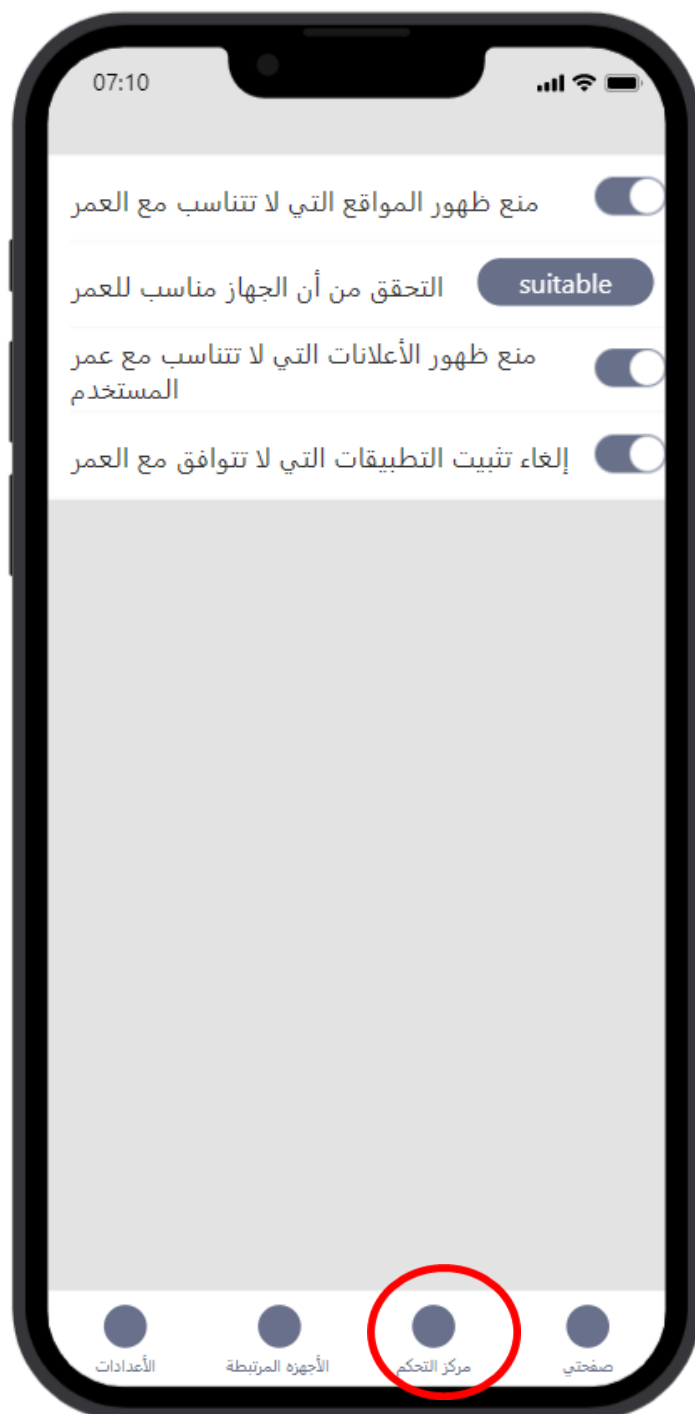 07:10
منع ظهور المواقع التي لا تتناسب مع العمر
التحقق من أن الجهاز مناسب للعمر
suitable
منع ظهور الأعلانات التي لا تتناسب مع عمر
المستخدم
إلغاء تثبيت التطبيقات التي لا تتوافق مع العمر
صفحتي
مركز التحكم
الأجهزه المرتبطة
الأعدادات